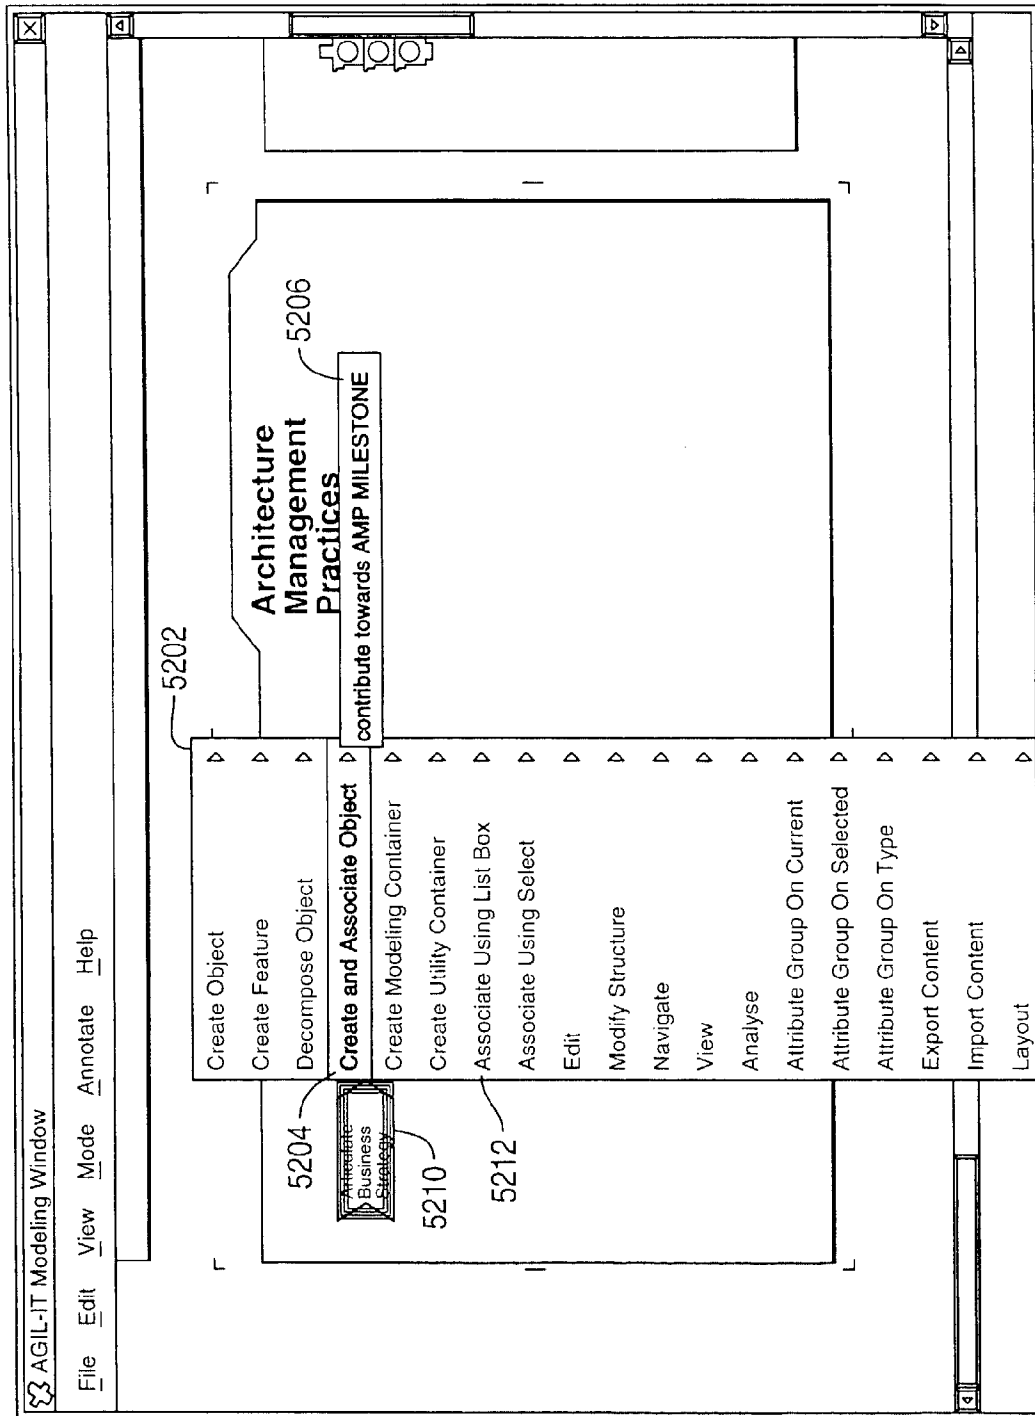 AGIL-IT Modeling Window
File Edit View Mode Annotate Help
5202
Create Object
Create Feature
Decompose Object
Create and Associate Object
Create Modeling Container
Create Utility Container
Associate Using List Box
Associate Using Select
Edit
Modify Structure
Navigate
View
Analyse
Attribute Group On Current
Attribute Group On Selected
Attribute Group On Type
Export Content
Import Content
Layout
Architecture
Management
Practices
contribute towards AMP MILESTONE
5206
5204
Articulate
Business
Strategy
5210
5212